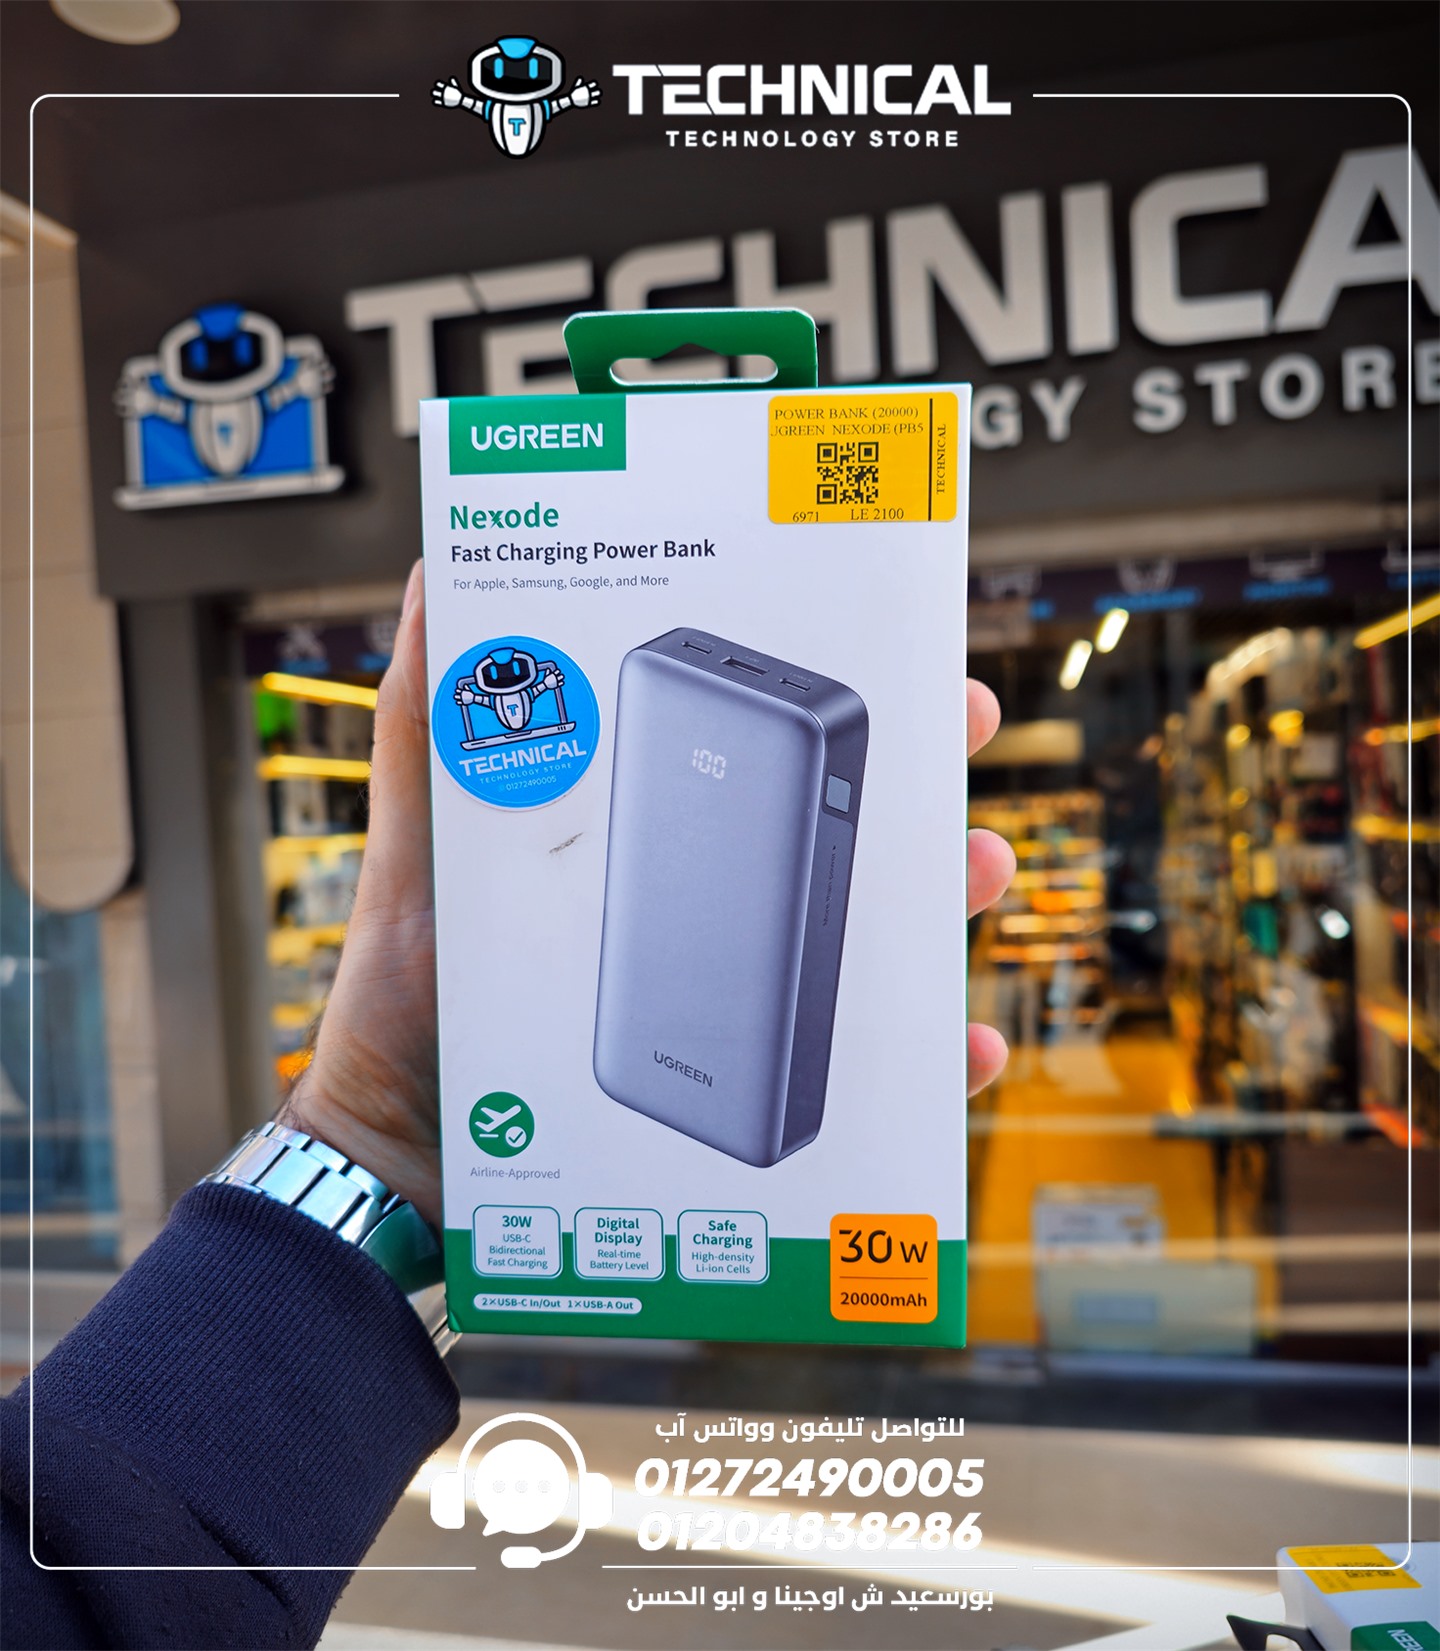 TECHNICAL
TECHNOLOGY STORE
TECHNICA
GY STORE
UGREEN
POWER BANK (20000)
JGREEN NEXODE (PB5
TECHNICAL
6971 LE 2100
Nexode
Fast Charging Power Bank
For Apple, Samsung, Google, and More
T
TECHNICAL
TECHNOLOGY STORE
01272490005
100
UGREEN
Airline-Approved
30W
USB-C
Bidirectional
Fast Charging
Digital
Display
Real-time
Battery Level
Safe
Charging
High-density
Li-ion Cells
30W
20000mAh
2×USB-C In/Out 1×USB-A Out
للتواصل تليفون وواتس آب
01272490005
01204838286
بورسعيد ش اوجينا و ابو الحسن
UGREEN